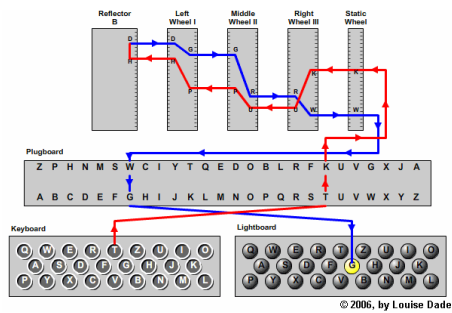 Reflector Left Middle Right Static
B Wheel I Wheel II Wheel III Wheel
D D
G G
H H K K
P P R R
U U W W
Plugboard
Z P H N M S W C I Y T Q E D O B L R F K U V G X J A
A B C D E F G H I J K L M N O P Q R S T U V W X Y Z
Keyboard Lightboard
Q W E R T Z U I O Q W E R T Z U I O
A S D F G H J K A S D F G H J K
P Y X C V B N M L P Y X C V B N M L
© 2006, by Louise Dade